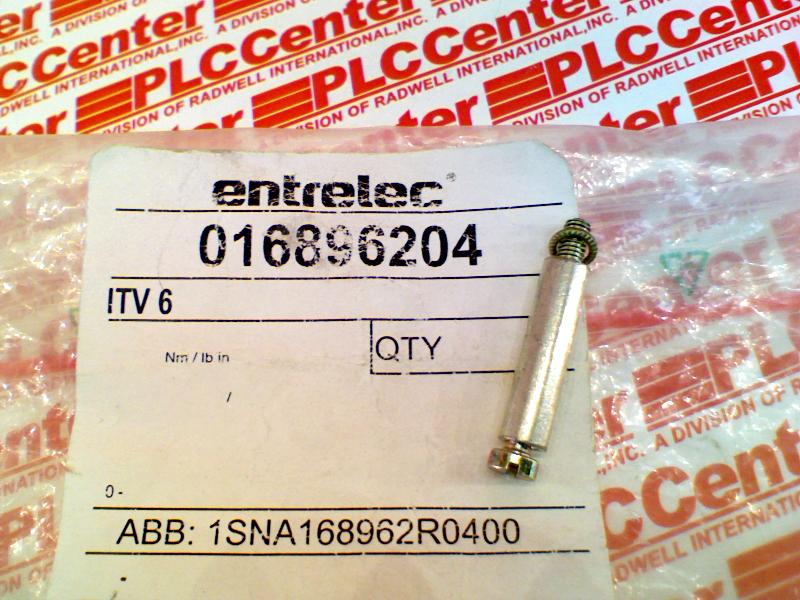 PLCCenter
A DIVISION OF RADWELL INTERNATIONAL, INC.
entrelec®
016896204
ITV 6
QTY
Nm / lb in
/
0 -
ABB: 1SNA168962R0400
-